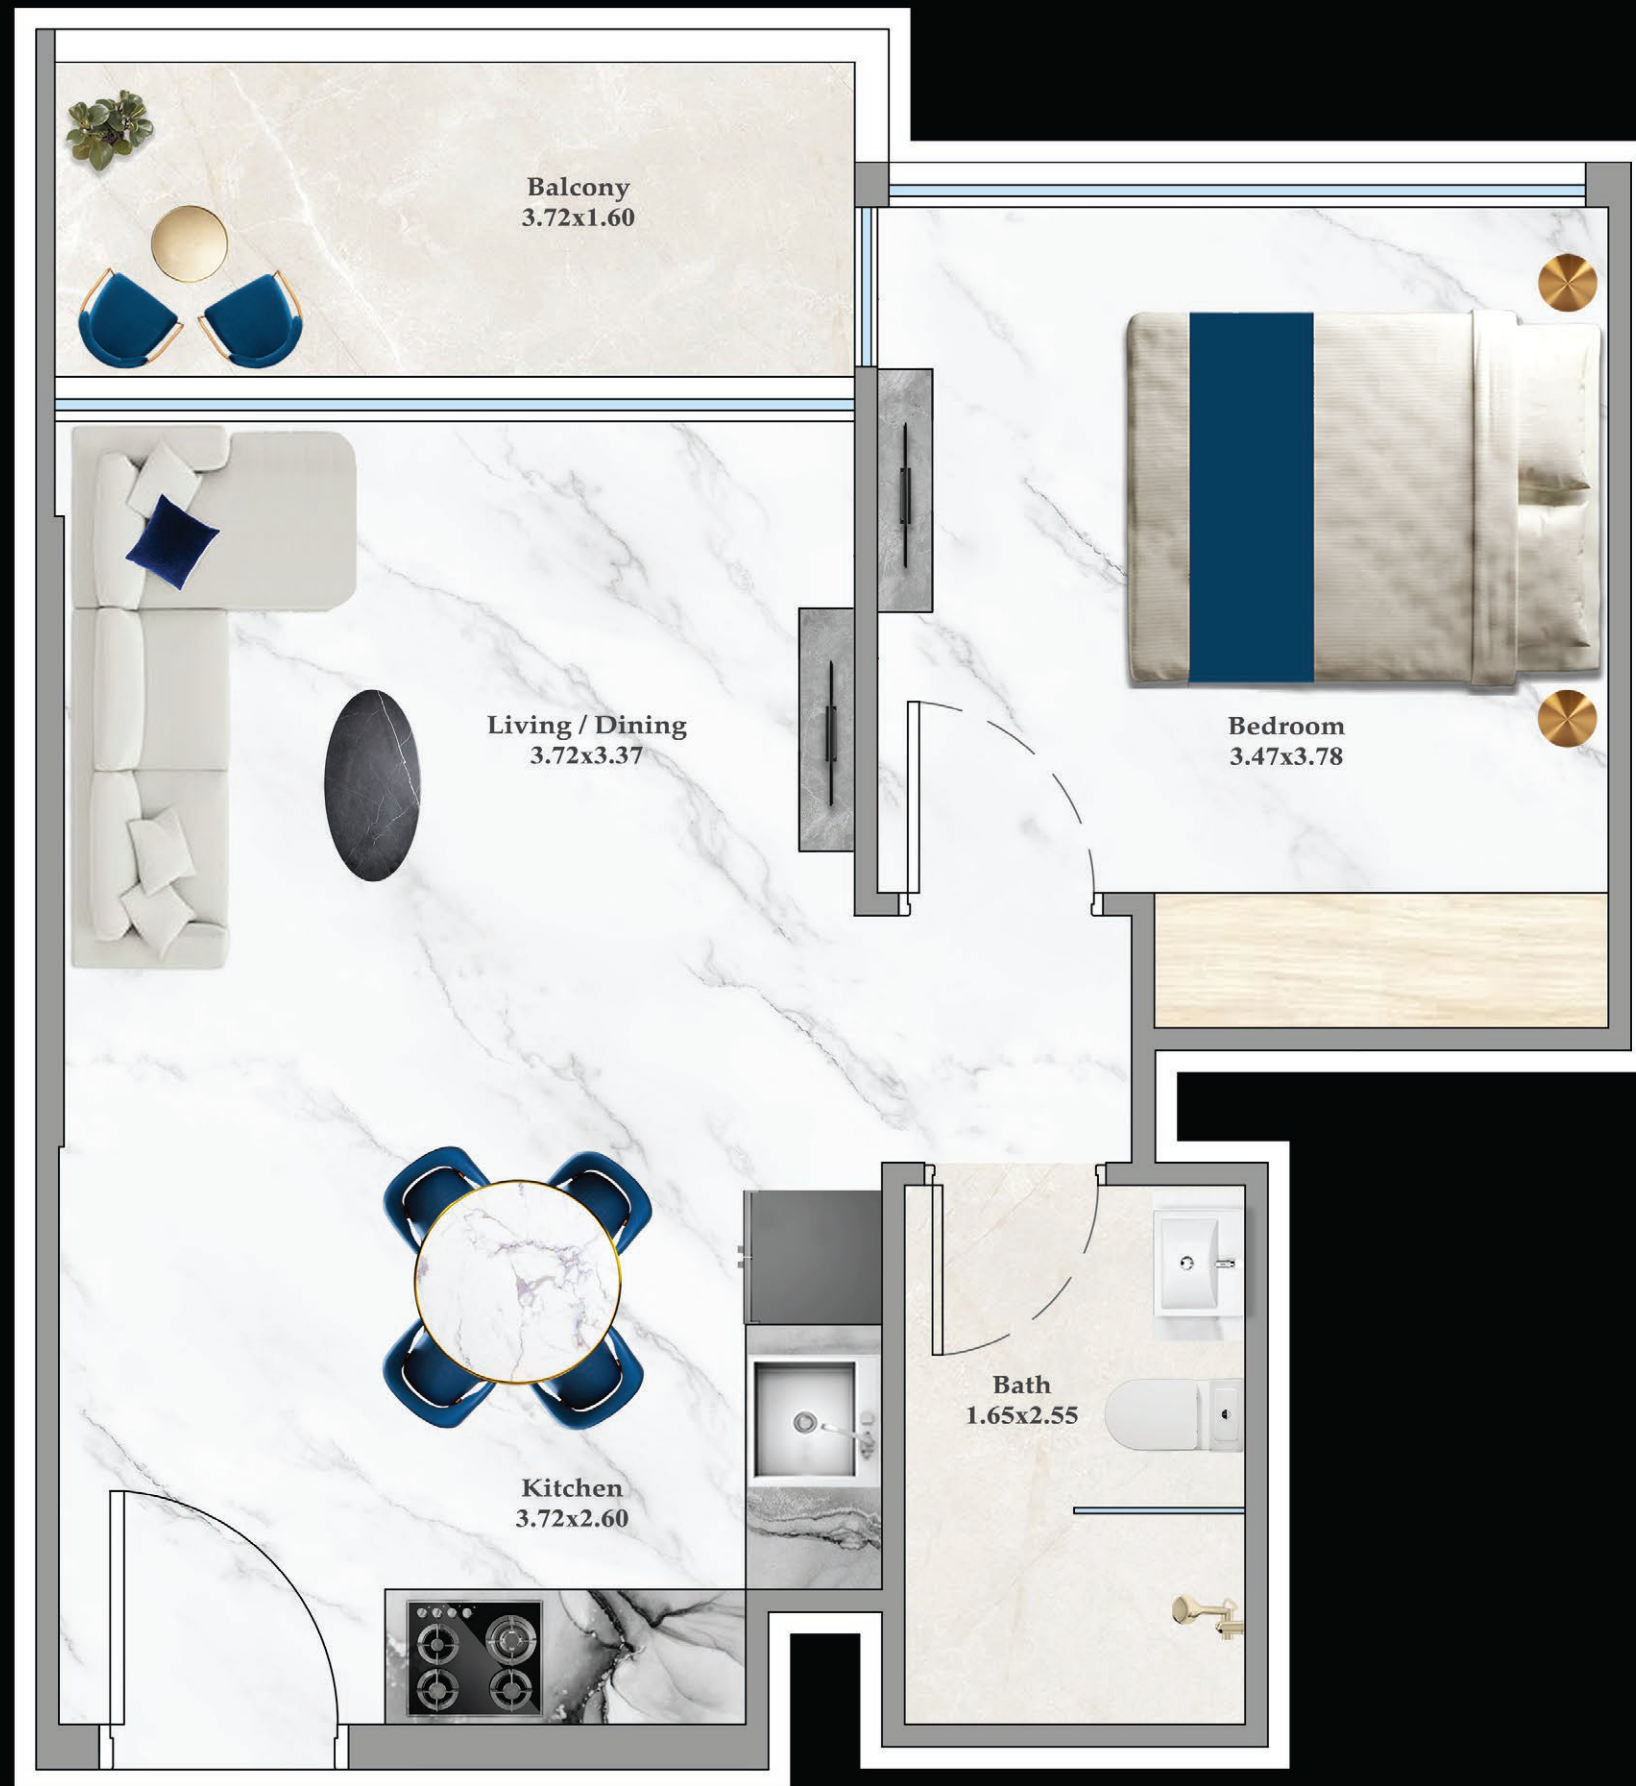 Balcony
3.72x1.60
Living / Dining
3.72x3.37
Bedroom
3.47x3.78
Bath
1.65x2.55
Kitchen
3.72x2.60